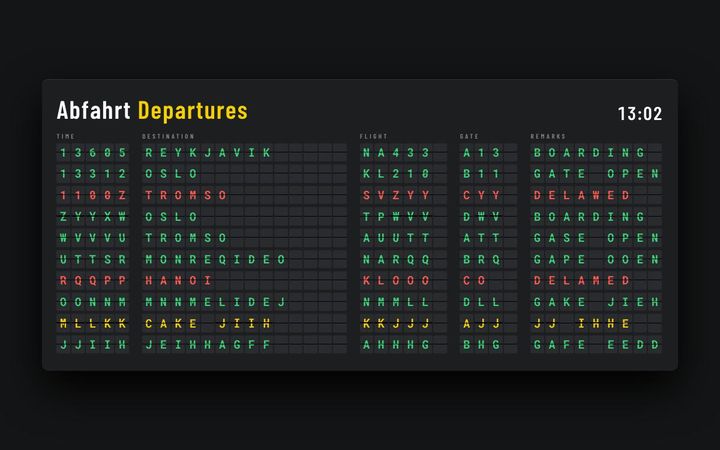 Abfahrt Departures
13:02
TIME DESTINATION FLIGHT GATE REMARKS
13605 REYKJAVIK NA433 A13 BOARDING
13312 OSLO KL210 B11 GATE OPEN
1100Z TROMSO SVZYY CYY DELAWED
ZYYXW OSLO TPWVV DWV BOARDING
WVVVU TROMSO AUUTT ATT GASE OPEN
UTTSR MONREQIDEO NARQQ BRQ GAPE OOEN
RQQPP HANOI KLOOO CO DELAMED
OONNM MNNMELIDEJ NMMLL DLL GAKE JIEH
MLLKK CAKE JIIH KKJJJ AJJ JJ IHHE
JJIIH JEIHHAGFF AHHHG BHG GAFE EEDD